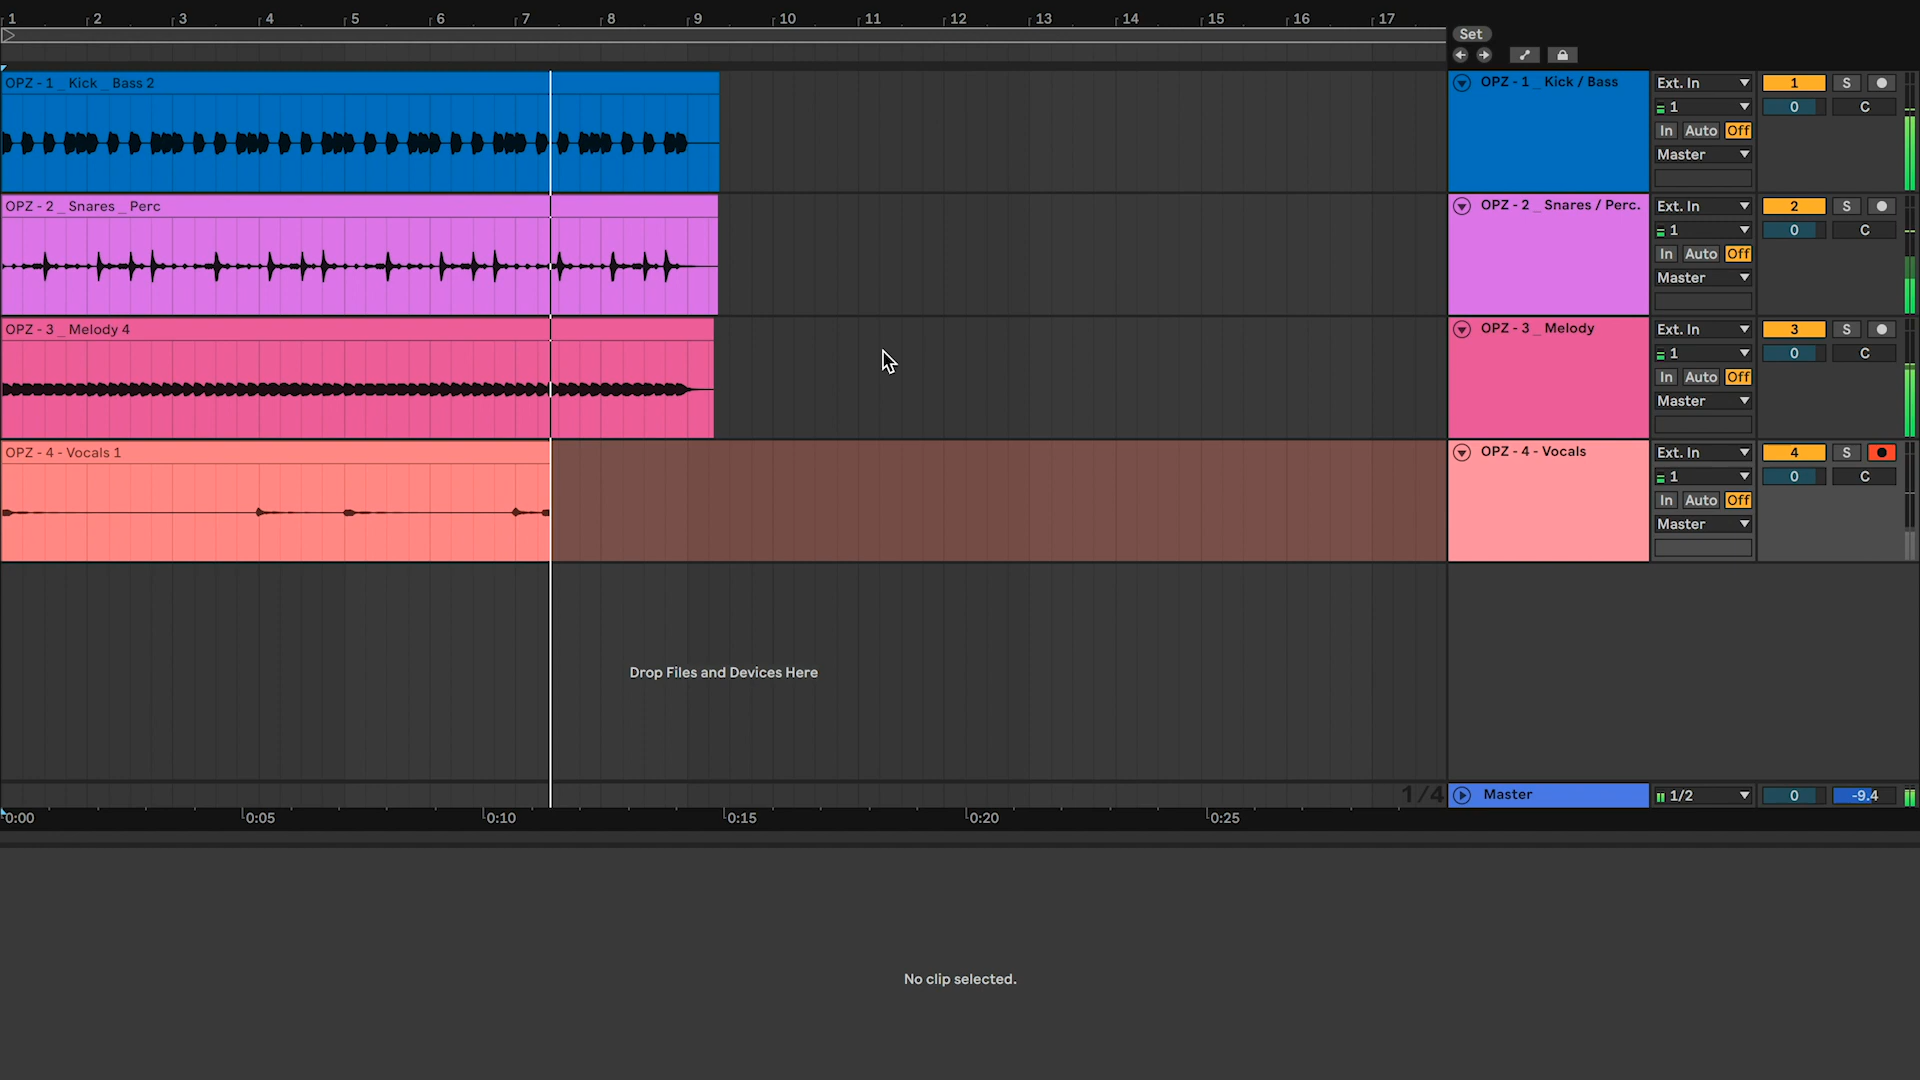 1 2 3 4 5 6 7 8 9 10 11 12 13 14 15 16 17
Set
OPZ - 1 _ Kick _ Bass 2
OPZ - 1 _ Kick / Bass
Ext. In
1
S
1
0
C
In Auto Off
Master
OPZ - 2 _ Snares _ Perc
OPZ - 2 _ Snares / Perc.
Ext. In
2
S
1
0
C
In Auto Off
Master
OPZ - 3 _ Melody 4
OPZ - 3 _ Melody
Ext. In
3
S
1
0
C
In Auto Off
Master
OPZ - 4 - Vocals 1
OPZ - 4 - Vocals
Ext. In
4
S
1
0
C
In Auto Off
Master
Drop Files and Devices Here
1/4
Master
1/2
0
-9.4
0:00 0:05 0:10 0:15 0:20 0:25
No clip selected.